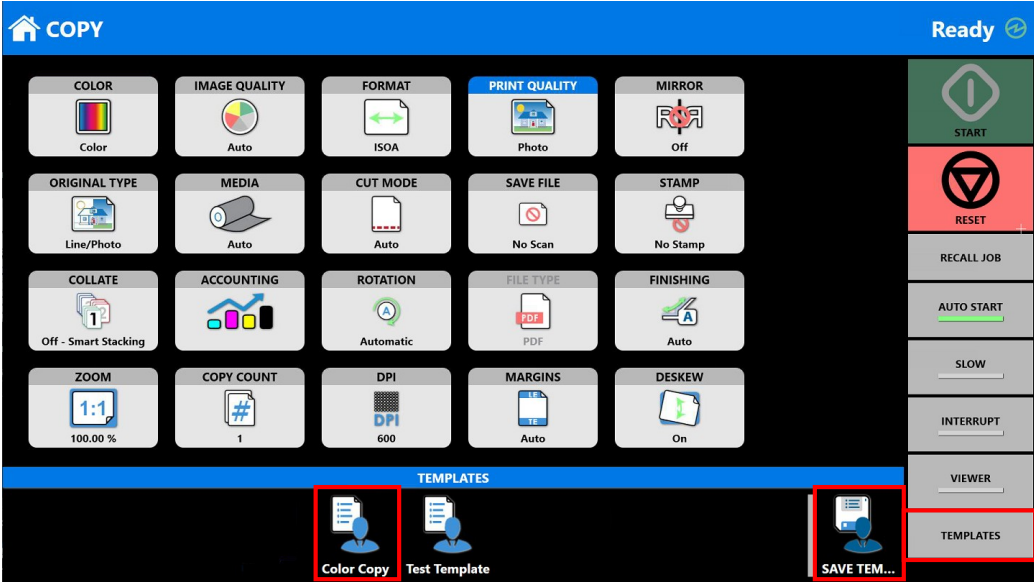 COPY
Ready
COLOR
Color
IMAGE QUALITY
Auto
FORMAT
ISOA
PRINT QUALITY
Photo
MIRROR
RR
Off
START
ORIGINAL TYPE
Line/Photo
MEDIA
Auto
CUT MODE
Auto
SAVE FILE
No Scan
STAMP
No Stamp
RESET
RECALL JOB
COLLATE
1 2
Off - Smart Stacking
ACCOUNTING
ROTATION
A
Automatic
FILE TYPE
PDF
PDF
FINISHING
A
Auto
AUTO START
SLOW
ZOOM
1:1
100.00 %
COPY COUNT
#
1
DPI
DPI
600
MARGINS
LE
TE
Auto
DESKEW
On
INTERRUPT
VIEWER
TEMPLATES
TEMPLATES
Color Copy
Test Template
SAVE TEM...